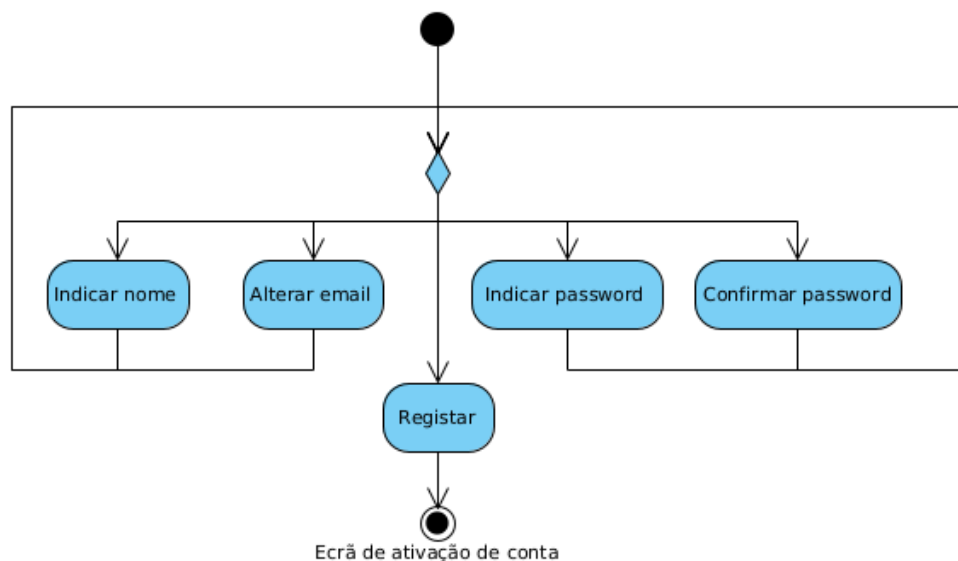 Indicar nome
Alterar email
Indicar password
Confirmar password
Registar
Ecrã de ativação de conta